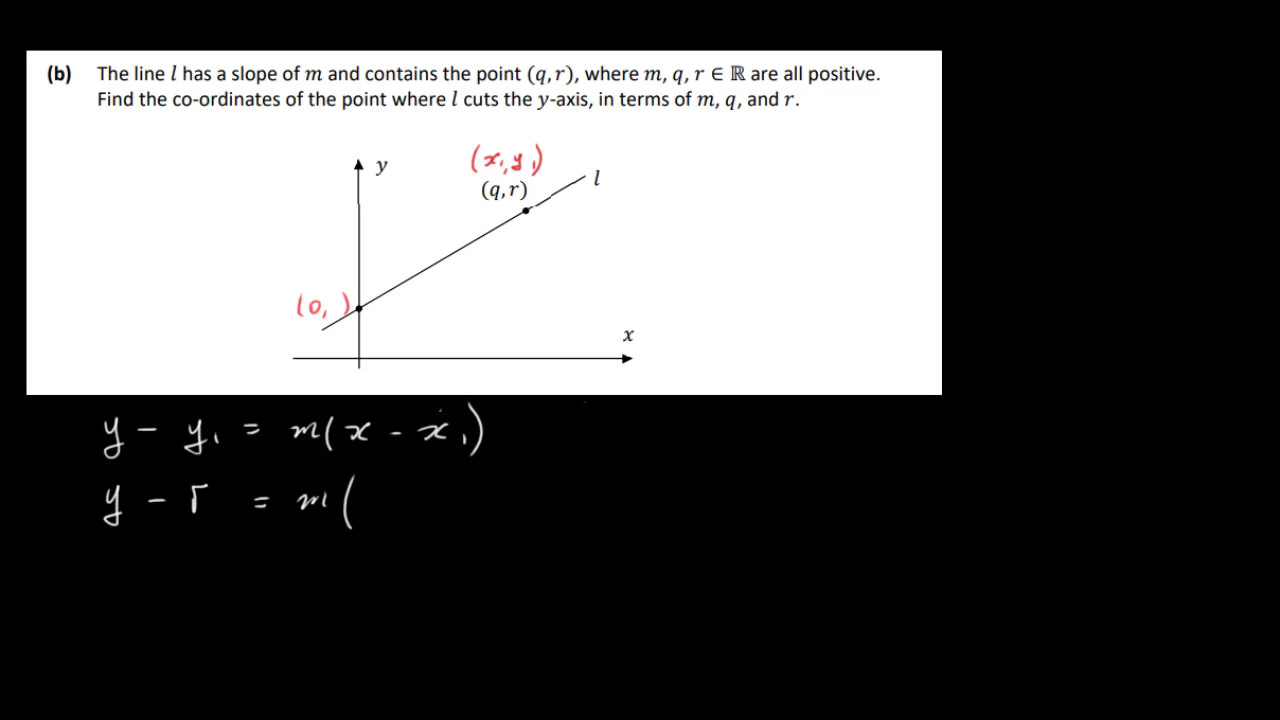 (b) The line l has a slope of m and contains the point (q, r), where m, q, r ∈ ℝ are all positive.
Find the co-ordinates of the point where l cuts the y-axis, in terms of m, q, and r.
y
(x₁, y₁)
(q, r)
l
(0, )
x
y - y₁ = m(x - x₁)
y - r = m(